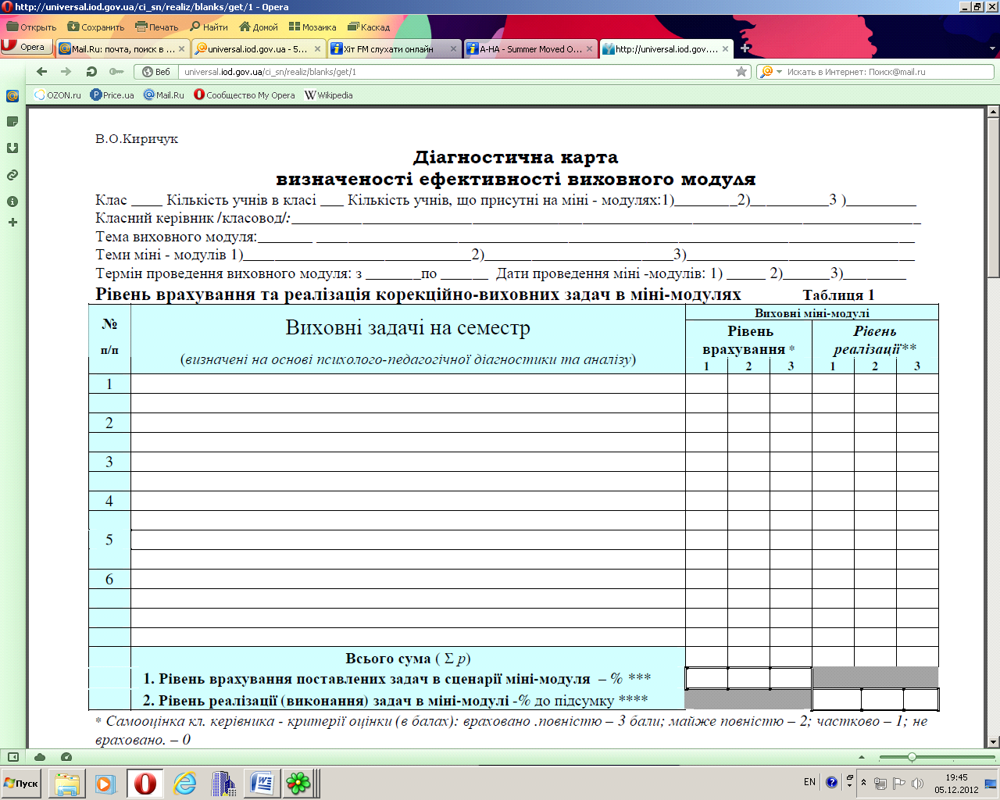 http://universal.iod.gov.ua/ci_sn/realiz/blanks/get/1 - Opera
Открыть Сохранить Печать Найти Домой Мозаика Каскад
Opera Mail.Ru: почта, поиск в ... universal.iod.gov.ua - 5... Хіт FM слухати онлайн A-HA - Summer Moved O... http://universal.iod.gov....
Веб universal.iod.gov.ua/ci_sn/realiz/blanks/get/1 Искать в Интернет: Поиск@mail.ru
OZON.ru Price.ua Mail.Ru Сообщество My Opera Wikipedia
В.О.Киричук
Діагностична карта
визначеності ефективності виховного модуля
Клас ____ Кількість учнів в класі ___ Кількість учнів, що присутні на міні - модулях:1)________2)__________3 )_________
Класний керівник /класовод/:________________________________________________________________________________
Тема виховного модуля:_______ ____________________________________________________________________________
Теми міні - модулів 1)_____________________________2)________________________3)_____________________________
Термін проведення виховного модуля: з _______по ______ Дати проведення міні -модулів: 1) _____ 2)______3)________
Рівень врахування та реалізація корекційно-виховних задач в міні-модулях Таблиця 1
№
п/п
Виховні задачі на семестр
(визначені на основі психолого-педагогічної діагностики та аналізу)
Виховні міні-модулі
Рівень
врахування *
Рівень
реалізації**
1 2 3 1 2 3
1
2
3
4
5
6
Всього сума ( Σ р)
1. Рівень врахування поставлених задач в сценарії міні-модуля – % ***
2. Рівень реалізації (виконання) задач в міні-модулі -% до підсумку ****
* Самооцінка кл. керівника - критерії оцінки (в балах): враховано .повністю – 3 бали; майже повністю – 2; частково – 1; не
враховано. – 0
Пуск EN 19:45
05.12.2012